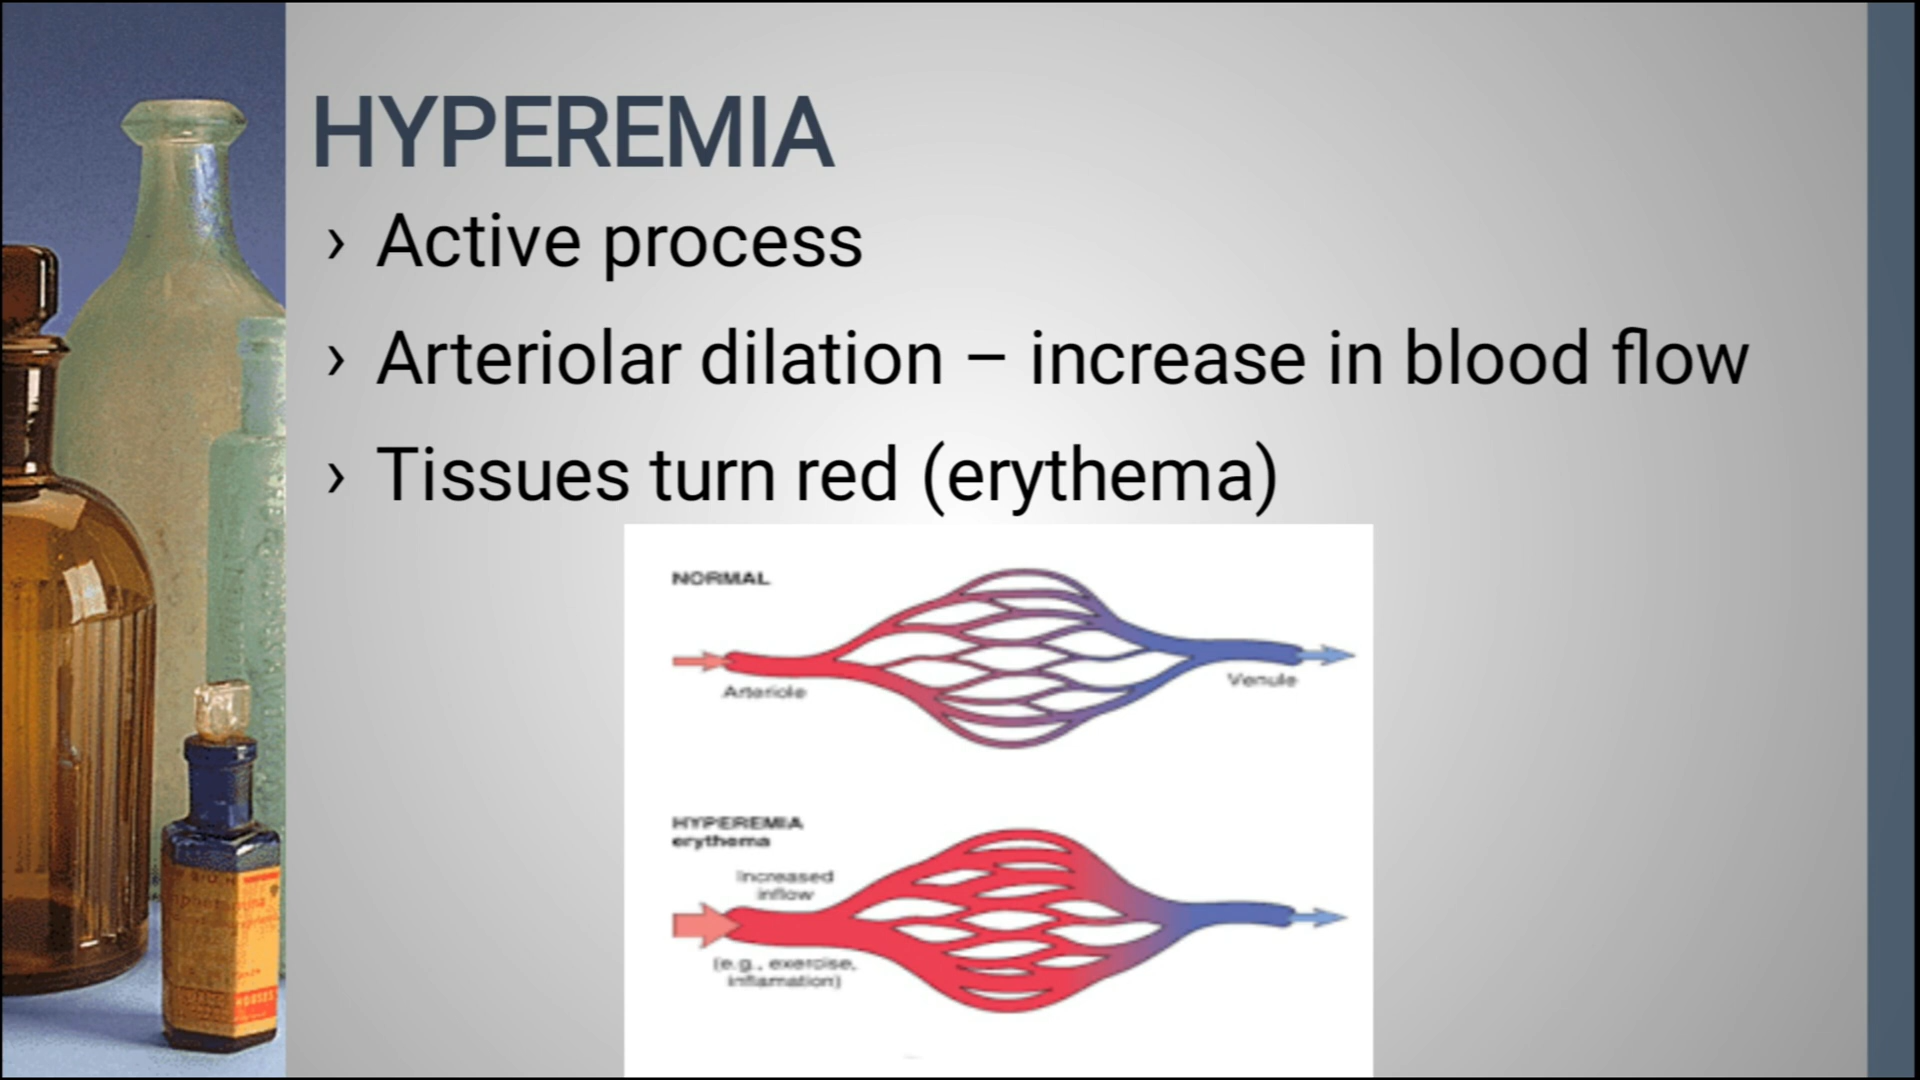 HYPEREMIA
› Active process
› Arteriolar dilation – increase in blood flow
› Tissues turn red (erythema)
NORMAL
Arteriole
Venule
HYPEREMIA
erythema
Increased
inflow
(e.g., exercise,
inflamation)